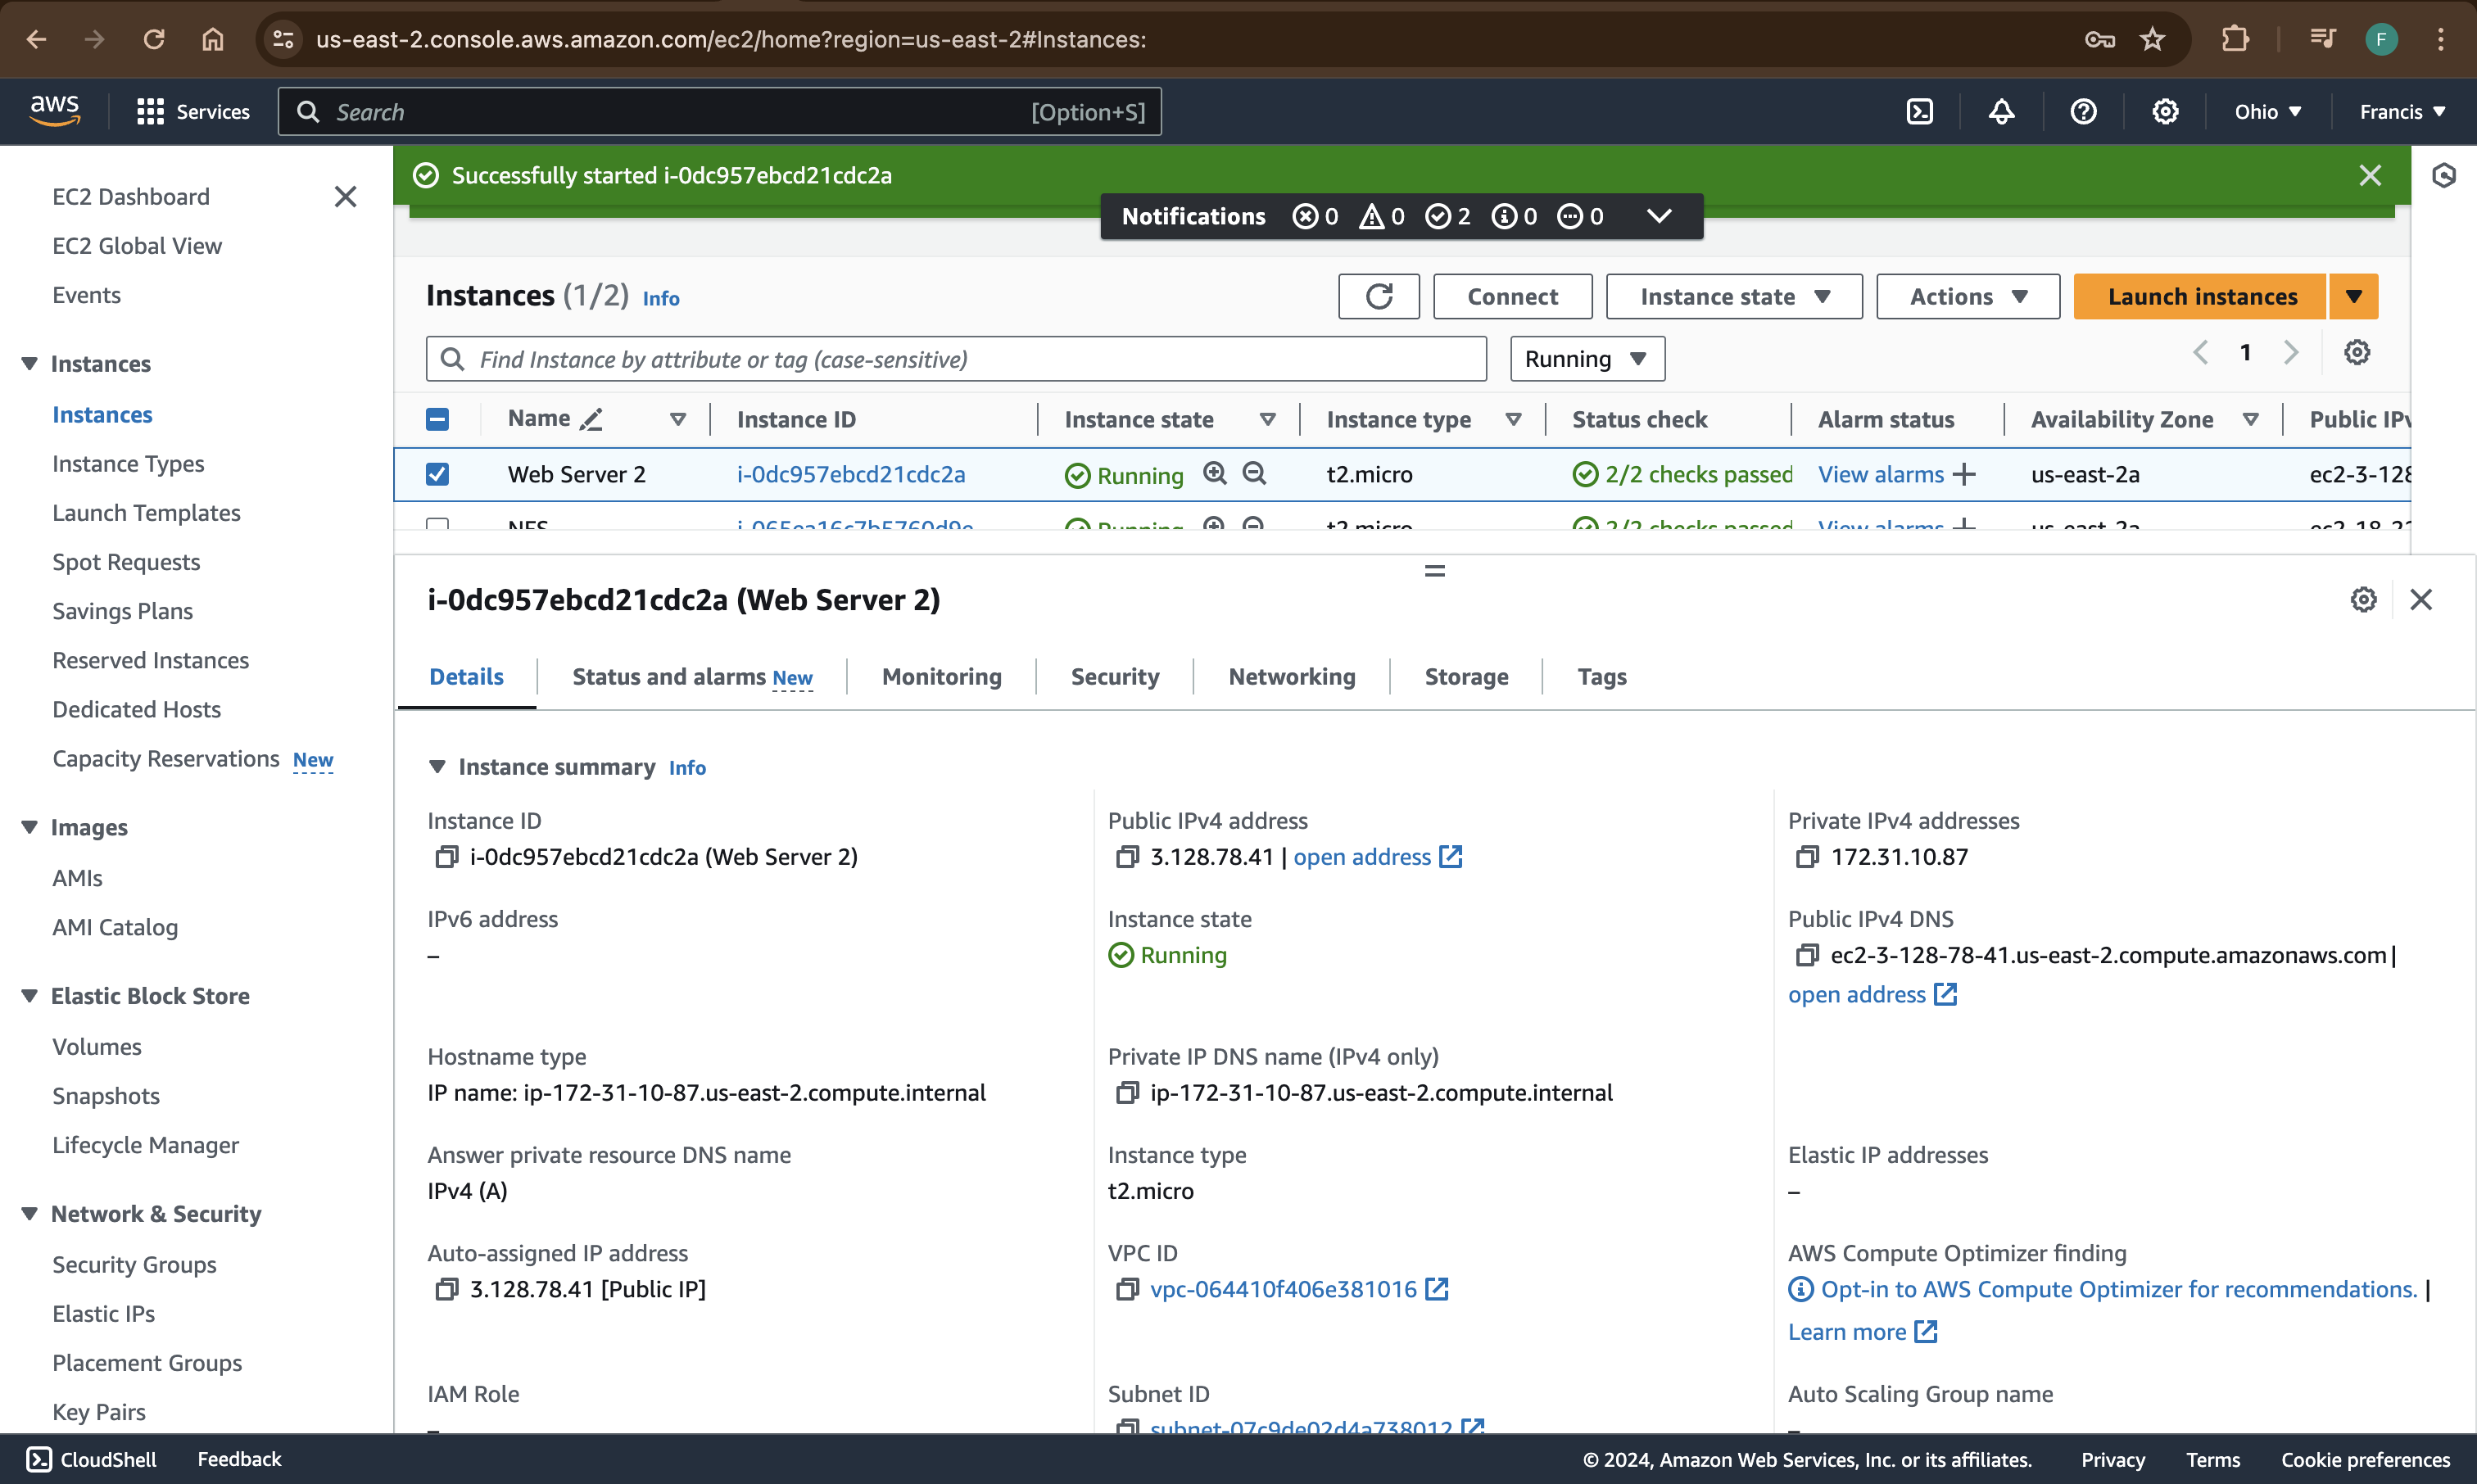 us-east-2.console.aws.amazon.com/ec2/home?region=us-east-2#Instances:
F
aws
Services
Search
[Option+S]
Ohio
Francis
EC2 Dashboard
EC2 Global View
Events
Instances
Instances
Instance Types
Launch Templates
Spot Requests
Savings Plans
Reserved Instances
Dedicated Hosts
Capacity Reservations New
Images
AMIs
AMI Catalog
Elastic Block Store
Volumes
Snapshots
Lifecycle Manager
Network & Security
Security Groups
Elastic IPs
Placement Groups
Key Pairs
Successfully started i-0dc957ebcd21cdc2a
Notifications 0 0 2 0 0
Instances (1/2) Info
Connect
Instance state
Actions
Launch instances
Find Instance by attribute or tag (case-sensitive)
Running
1
Name Instance ID Instance state Instance type Status check Alarm status Availability Zone Public IPv
Web Server 2 i-0dc957ebcd21cdc2a Running t2.micro 2/2 checks passed View alarms + us-east-2a ec2-3-128
NFS i-065ea16c7b5760d9e Running t2.micro 2/2 checks passed View alarms + us-east-2a
i-0dc957ebcd21cdc2a (Web Server 2)
Details
Status and alarms New
Monitoring
Security
Networking
Storage
Tags
Instance summary Info
Instance ID
i-0dc957ebcd21cdc2a (Web Server 2)
Public IPv4 address
3.128.78.41 | open address
Private IPv4 addresses
172.31.10.87
IPv6 address
–
Instance state
Running
Public IPv4 DNS
ec2-3-128-78-41.us-east-2.compute.amazonaws.com |
open address
Hostname type
IP name: ip-172-31-10-87.us-east-2.compute.internal
Private IP DNS name (IPv4 only)
ip-172-31-10-87.us-east-2.compute.internal
Answer private resource DNS name
IPv4 (A)
Instance type
t2.micro
Elastic IP addresses
–
Auto-assigned IP address
3.128.78.41 [Public IP]
VPC ID
vpc-064410f406e381016
AWS Compute Optimizer finding
Opt-in to AWS Compute Optimizer for recommendations. |
Learn more
IAM Role
–
Subnet ID
subnet-07c9de02d4a738012
Auto Scaling Group name
–
CloudShell
Feedback
© 2024, Amazon Web Services, Inc. or its affiliates.
Privacy
Terms
Cookie preferences